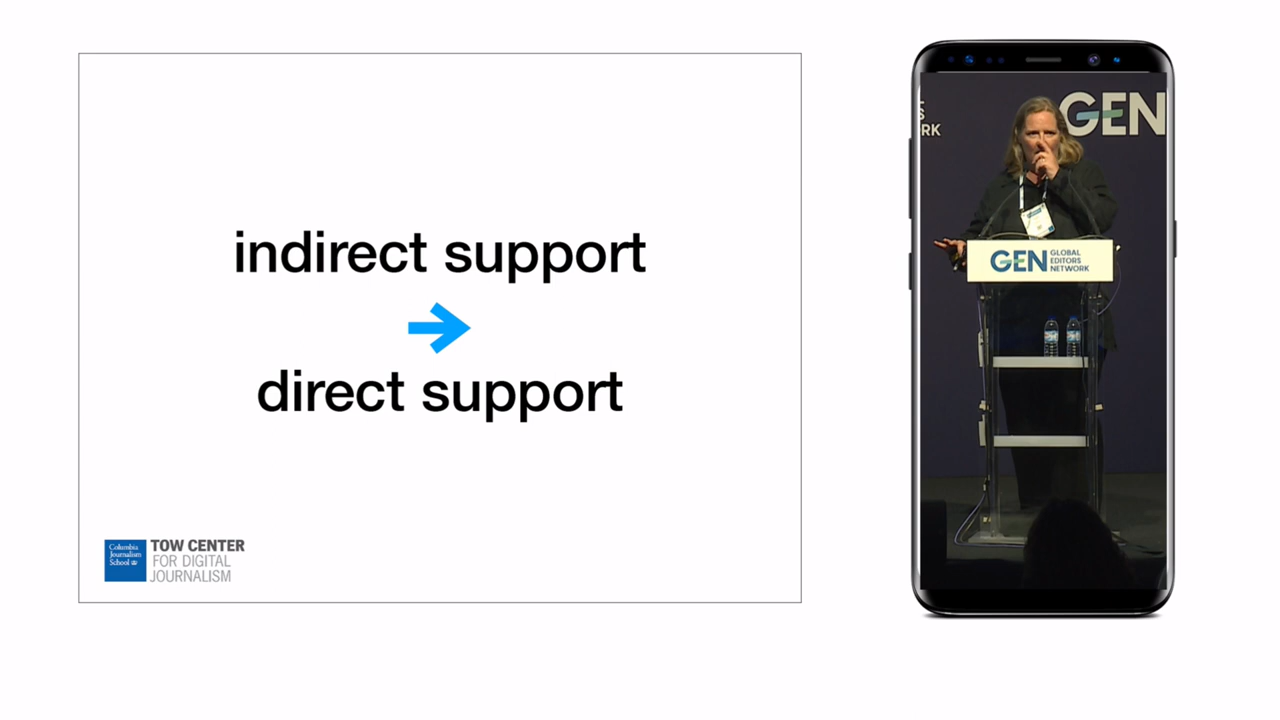 indirect support
direct support
Columbia
Journalism
School
TOW CENTER
FOR DIGITAL
JOURNALISM
RK
GEN
GEN GLOBAL
EDITORS
NETWORK